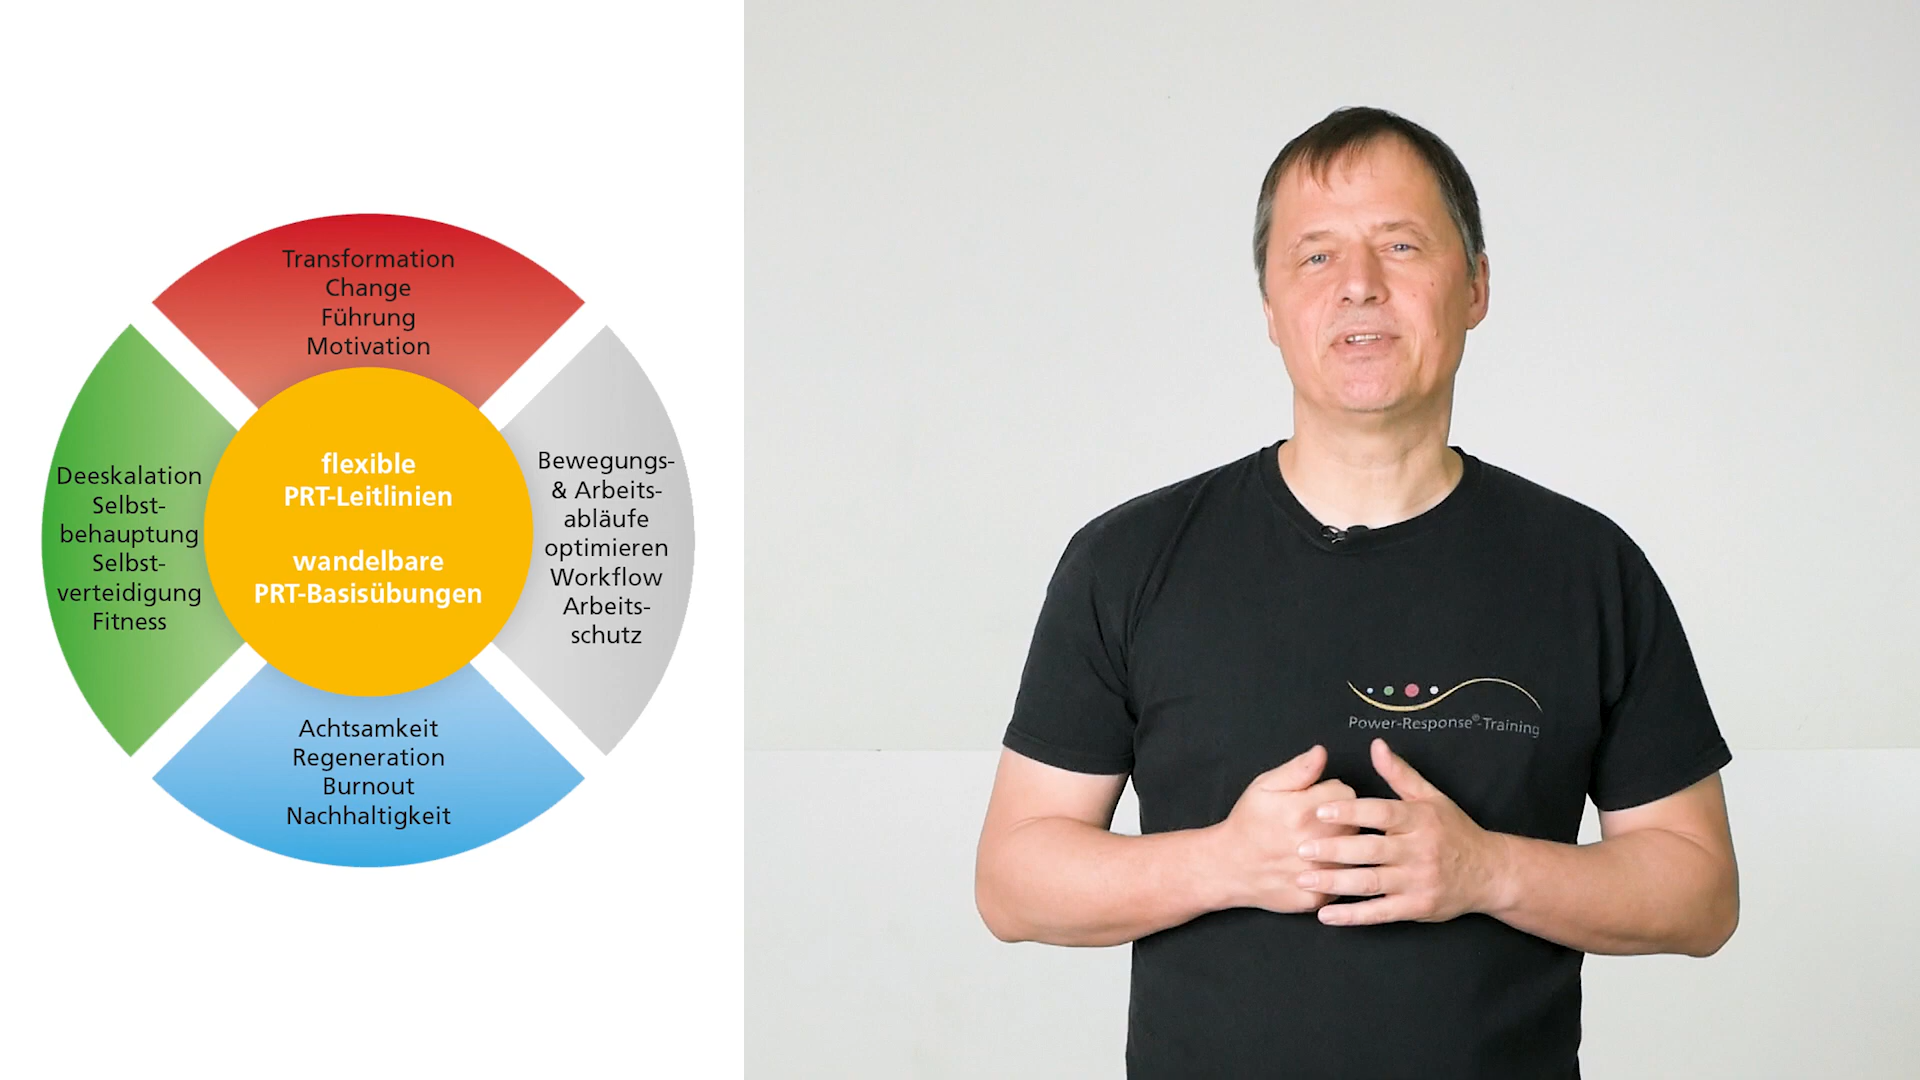 Transformation
Change
Führung
Motivation
Deeskalation
Selbst-
behauptung
Selbst-
verteidigung
Fitness
flexible
PRT-Leitlinien
wandelbare
PRT-Basisübungen
Bewegungs-
& Arbeits-
abläufe
optimieren
Workflow
Arbeits-
schutz
Achtsamkeit
Regeneration
Burnout
Nachhaltigkeit
Power-Response®-Training